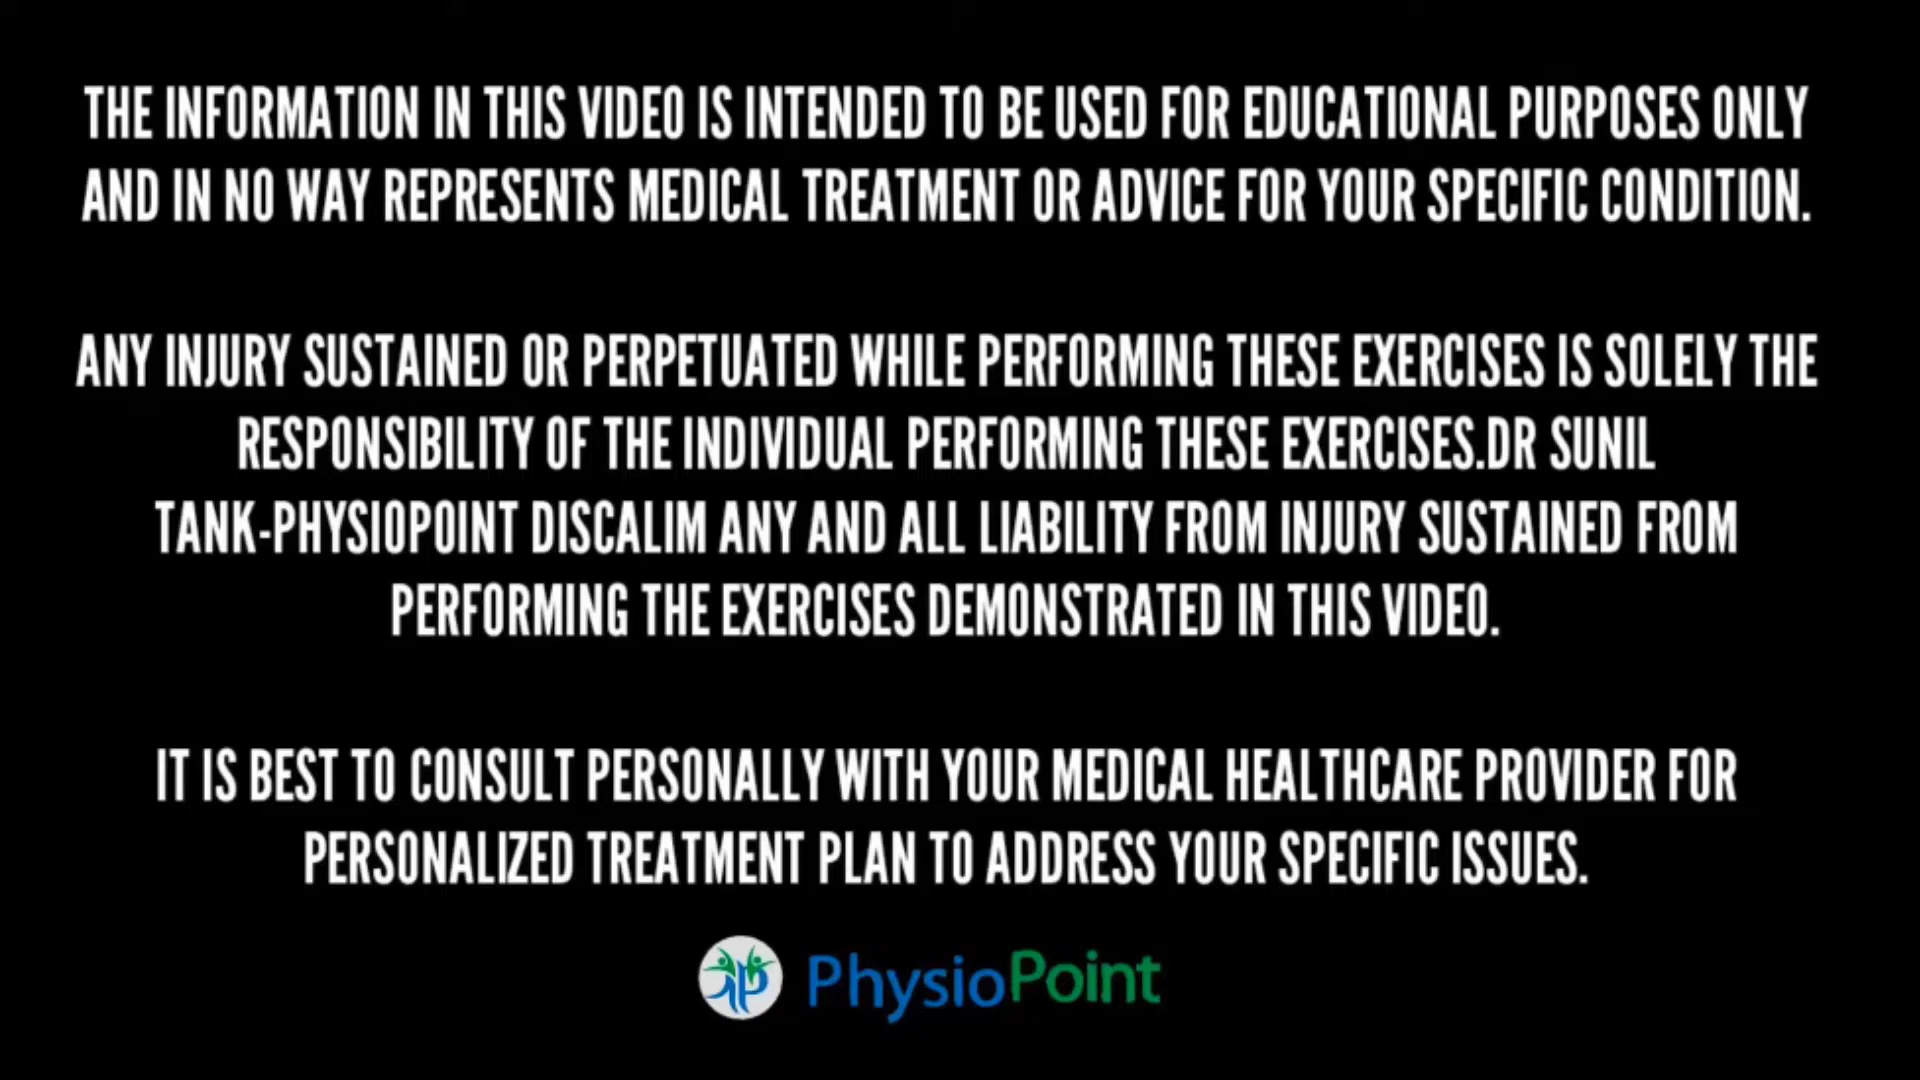 THE INFORMATION IN THIS VIDEO IS INTENDED TO BE USED FOR EDUCATIONAL PURPOSES ONLY
AND IN NO WAY REPRESENTS MEDICAL TREATMENT OR ADVICE FOR YOUR SPECIFIC CONDITION.
ANY INJURY SUSTAINED OR PERPETUATED WHILE PERFORMING THESE EXERCISES IS SOLELY THE
RESPONSIBILITY OF THE INDIVIDUAL PERFORMING THESE EXERCISES.DR SUNIL
TANK-PHYSIOPOINT DISCALIM ANY AND ALL LIABILITY FROM INJURY SUSTAINED FROM
PERFORMING THE EXERCISES DEMONSTRATED IN THIS VIDEO.
IT IS BEST TO CONSULT PERSONALLY WITH YOUR MEDICAL HEALTHCARE PROVIDER FOR
PERSONALIZED TREATMENT PLAN TO ADDRESS YOUR SPECIFIC ISSUES.
PhysioPoint